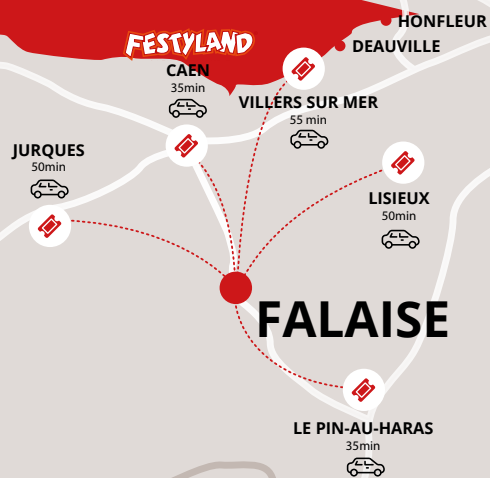 HONFLEUR
DEAUVILLE
FESTYLAND
CAEN
35min
VILLERS SUR MER
55 min
JURQUES
50min
LISIEUX
50min
FALAISE
LE PIN-AU-HARAS
35min